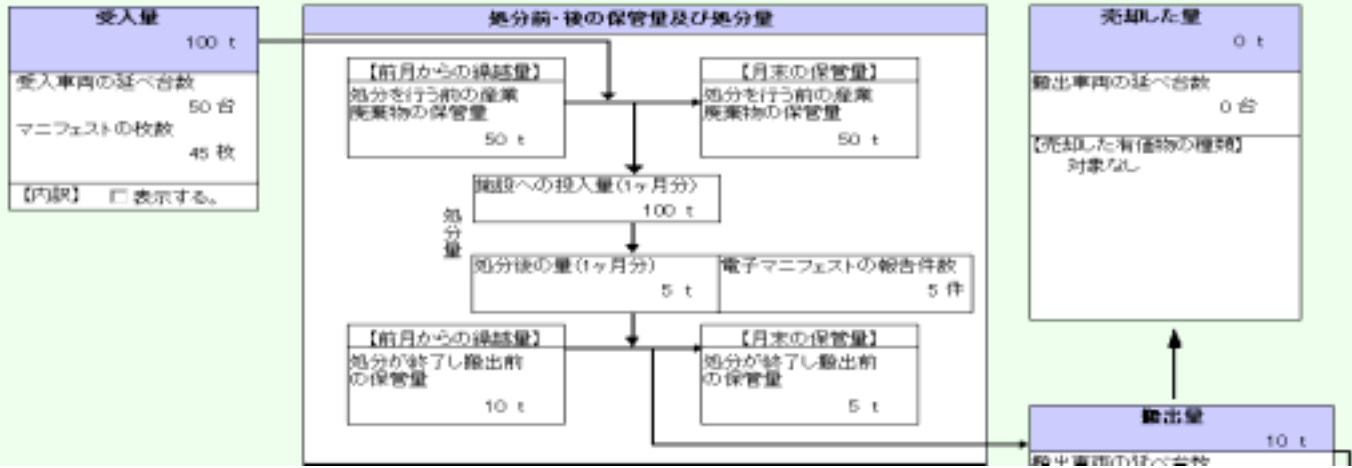 受入量
100 t
受入車両の延べ台数
50 台
マニフェストの枚数
45 枚
【内訳】 □ 表示する。
処分前・後の保管量及び処分量
【前月からの繰越量】
処分を行う前の産業
廃棄物の保管量
50 t
【月末の保管量】
処分を行う前の産業
廃棄物の保管量
50 t
処分量
施設への投入量(1ヶ月分)
100 t
処分後の量(1ヶ月分)
5 t
電子マニフェストの報告件数
5 件
【前月からの繰越量】
処分が終了し搬出前
の保管量
10 t
【月末の保管量】
処分が終了し搬出前
の保管量
5 t
売却した量
0 t
搬出車両の延べ台数
0 台
【売却した有価物の種類】
対象なし
搬出量
10 t
搬出車両の延べ台数